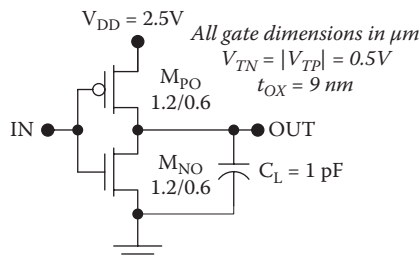 V_DD = 2.5V
All gate dimensions in μm
V_TN = |V_TP| = 0.5V
t_OX = 9 nm
M_PO
1.2/0.6
IN
OUT
M_NO
1.2/0.6
C_L = 1 pF